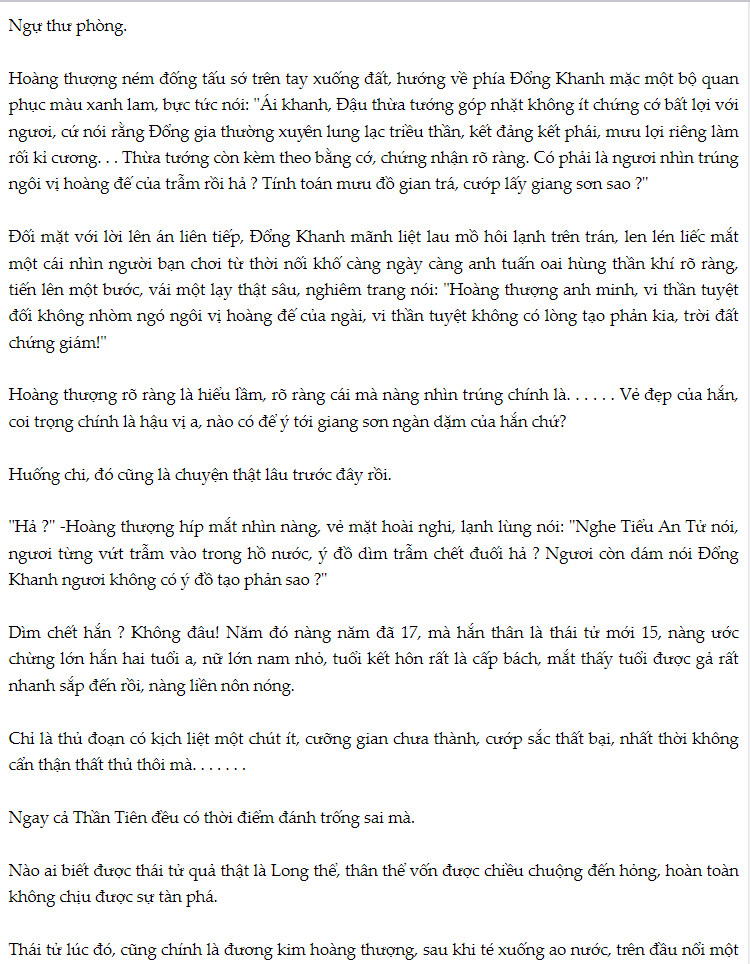 Ngự thư phòng.
Hoàng thượng ném đống tấu sớ trên tay xuống đất, hướng về phía Đổng Khanh mặc một bộ quan
phục màu xanh lam, bực tức nói: "Ái khanh, Đậu thừa tướng góp nhặt không ít chứng cớ bất lợi với
ngươi, cứ nói rằng Đổng gia thường xuyên lung lạc triều thần, kết đảng kết phái, mưu lợi riêng làm
rối kỉ cương. . . Thừa tướng còn kèm theo bằng cớ, chứng nhận rõ ràng. Có phải là ngươi nhìn trúng
ngôi vị hoàng đế của trẫm rồi hả ? Tính toán mưu đồ gian trá, cướp lấy giang sơn sao ?"
Đối mặt với lời lên án liên tiếp, Đổng Khanh mãnh liệt lau mồ hôi lạnh trên trán, len lén liếc mắt
một cái nhìn người bạn chơi từ thời nối khố càng ngày càng anh tuấn oai hùng thần khí rõ ràng,
tiến lên một bước, vái một lạy thật sâu, nghiêm trang nói: "Hoàng thượng anh minh, vi thần tuyệt
đối không nhòm ngó ngôi vị hoàng đế của ngài, vi thần tuyệt không có lòng tạo phản kia, trời đất
chứng giám!"
Hoàng thượng rõ ràng là hiểu lầm, rõ ràng cái mà nàng nhìn trúng chính là. . . . . . Vẻ đẹp của hắn,
coi trọng chính là hậu vị a, nào có để ý tới giang sơn ngàn dặm của hắn chứ?
Huống chi, đó cũng là chuyện thật lâu trước đây rồi.
"Hả ?" -Hoàng thượng híp mắt nhìn nàng, vẻ mặt hoài nghi, lạnh lùng nói: "Nghe Tiểu An Tử nói,
ngươi từng vứt trẫm vào trong hồ nước, ý đồ dìm trẫm chết đuối hả ? Ngươi còn dám nói Đổng
Khanh ngươi không có ý đồ tạo phản sao ?"
Dìm chết hắn ? Không đâu! Năm đó nàng năm đã 17, mà hắn thân là thái tử mới 15, nàng ước
chừng lớn hắn hai tuổi a, nữ lớn nam nhỏ, tuổi kết hôn rất là cấp bách, mắt thấy tuổi được gả rất
nhanh sắp đến rồi, nàng liền nôn nóng.
Chỉ là thủ đoạn có kịch liệt một chút ít, cưỡng gian chưa thành, cướp sắc thất bại, nhất thời không
cẩn thận thất thủ thôi mà. . . . . . .
Ngay cả Thần Tiên đều có thời điểm đánh trống sai mà.
Nào ai biết được thái tử quả thật là Long thể, thân thể vốn được chiều chuộng đến hỏng, hoàn toàn
không chịu được sự tàn phá.
Thái tử lúc đó, cũng chính là đương kim hoàng thượng, sau khi té xuống ao nước, trên đầu nổi một